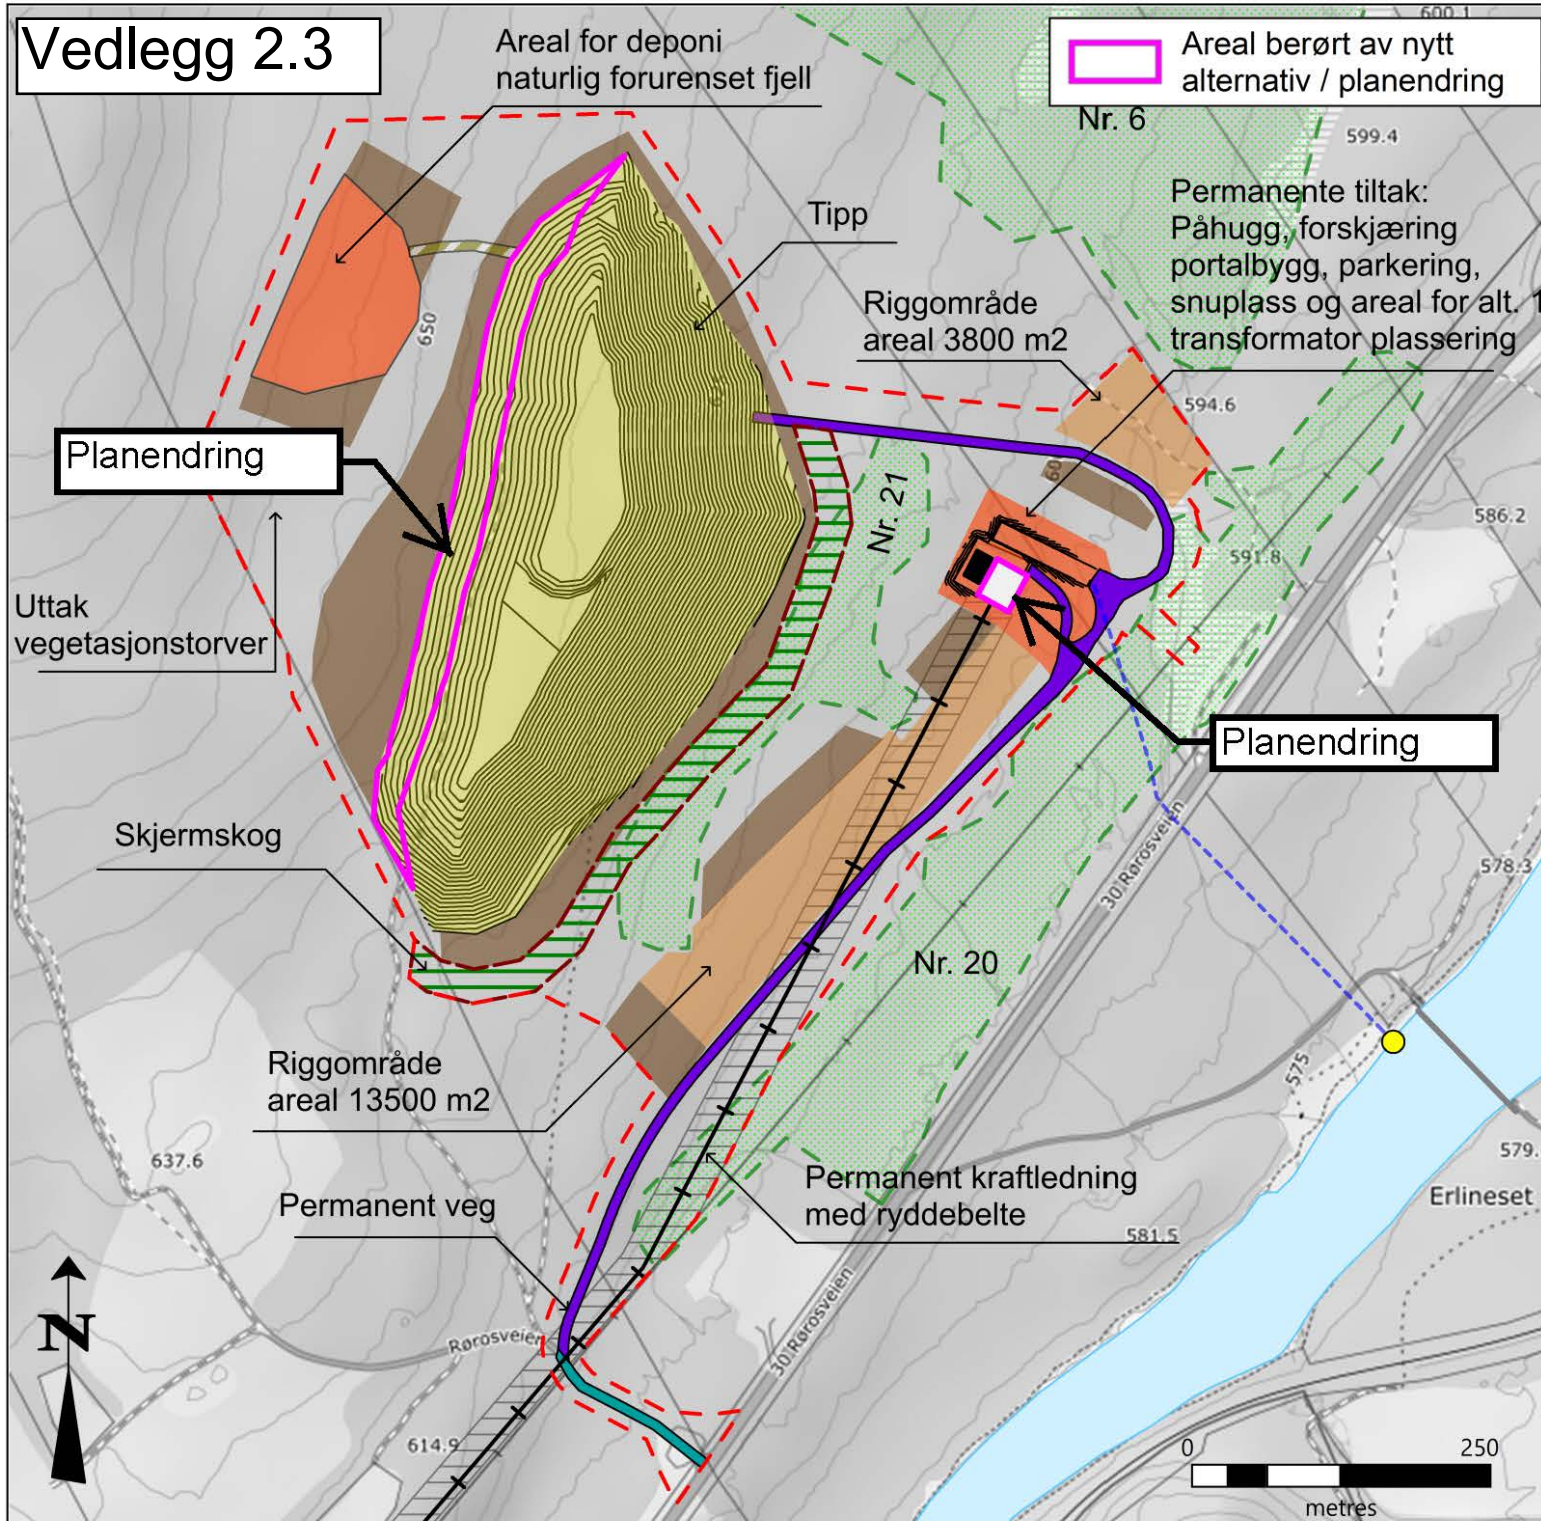 Vedlegg 2.3
Areal for deponi
naturlig forurenset fjell
Areal berørt av nytt
alternativ / planendring
600.1
Nr. 6
599.4
Permanente tiltak:
Påhugg, forskjæring
portalbygg, parkering,
snuplass og areal for alt. 1
transformator plassering
Tipp
Riggområde
areal 3800 m2
650
594.6
Planendring
Nr. 21
586.2
591.8
Uttak
vegetasjonstorver
Planendring
Skjermskog
30 Rørosveien
578.3
Nr. 20
Riggområde
areal 13500 m2
575
637.6
579.
Permanent veg
Permanent kraftledning
med ryddebelte
Erlineset
581.5
N
Rørosveien
30 Rørosveien
614.9
0
250
metres